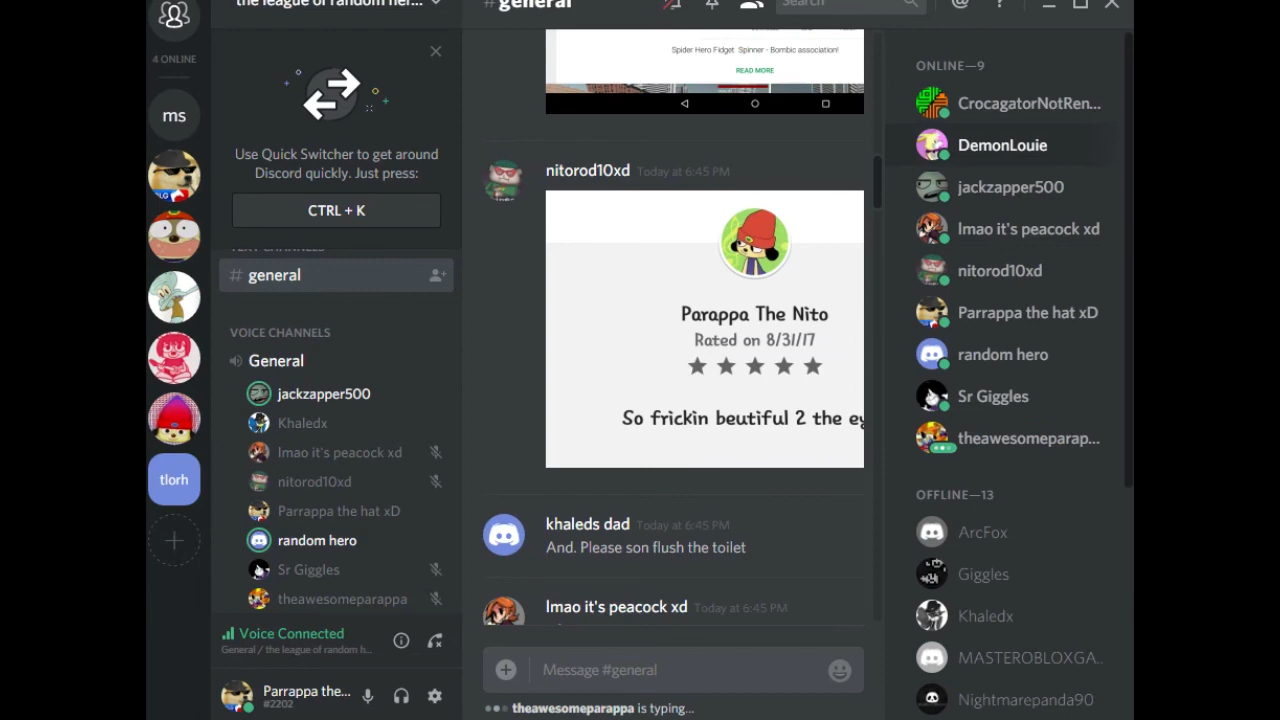 the league of random her...
# general
Search
4 ONLINE
ms
tlorh
Use Quick Switcher to get around
Discord quickly. Just press:
CTRL + K
TEXT CHANNELS
# general
VOICE CHANNELS
General
jackzapper500
Khaledx
lmao it's peacock xd
nitorod10xd
Parrappa the hat xD
random hero
Sr Giggles
theawesomeparappa
Voice Connected
General / the league of random h...
Parrappa the...
#2202
Spider Hero Fidget Spinner - Bombic association!
READ MORE
nitorod10xd Today at 6:45 PM
Parappa The Nito
Rated on 8/31/17
★ ★ ★ ★ ★
So frickin beutiful 2 the ey
khaleds dad Today at 6:45 PM
And. Please son flush the toilet
lmao it's peacock xd Today at 6:45 PM
Message #general
theawesomeparappa is typing...
ONLINE—9
CrocagatorNotRen...
DemonLouie
jackzapper500
lmao it's peacock xd
nitorod10xd
Parrappa the hat xD
random hero
Sr Giggles
theawesomeparap...
OFFLINE—13
ArcFox
Giggles
Khaledx
MASTEROBLOXGA..
Nightmarepanda90